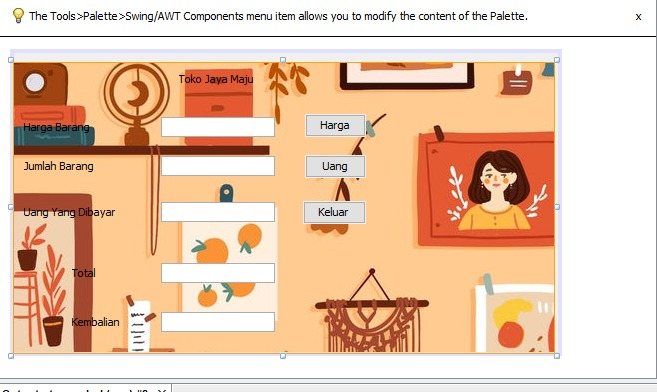 The Tools>Palette>Swing/AWT Components menu item allows you to modify the content of the Palette.
x
Toko Jaya Maju
Harga Barang
Harga
Jumlah Barang
Uang
Uang Yang Dibayar
Keluar
Total
Kembalian